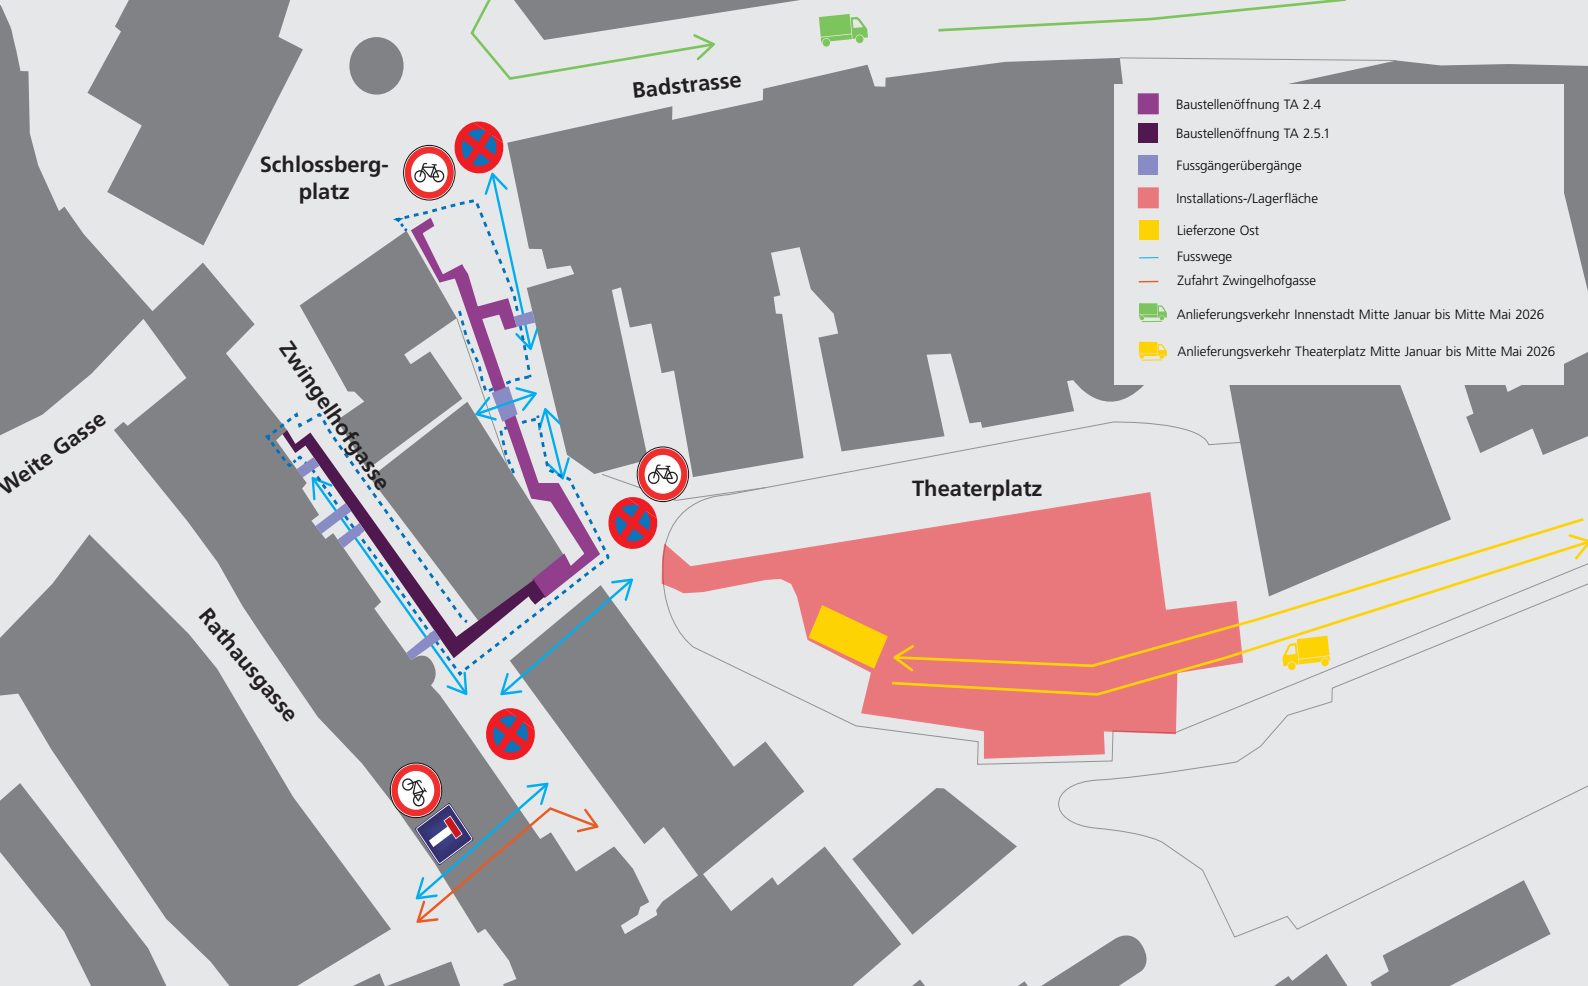 Badstrasse
Schlossberg-
platz
Zwingelhofgasse
Weite Gasse
Rathausgasse
Theaterplatz
Baustellenöffnung TA 2.4
Baustellenöffnung TA 2.5.1
Fussgängerübergänge
Installations-/Lagerfläche
Lieferzone Ost
Fusswege
Zufahrt Zwingelhofgasse
Anlieferungsverkehr Innenstadt Mitte Januar bis Mitte Mai 2026
Anlieferungsverkehr Theaterplatz Mitte Januar bis Mitte Mai 2026